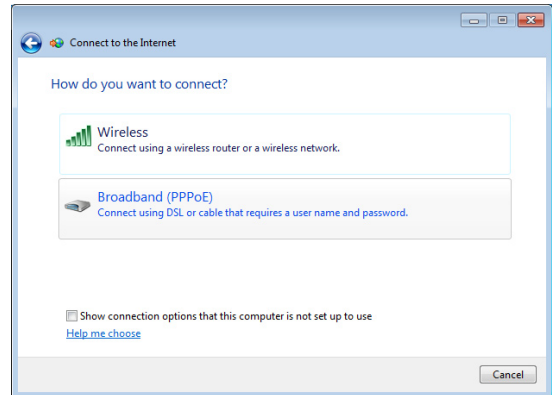 Connect to the Internet
How do you want to connect?
Wireless
Connect using a wireless router or a wireless network.
Broadband (PPPoE)
Connect using DSL or cable that requires a user name and password.
Show connection options that this computer is not set up to use
Help me choose
Cancel